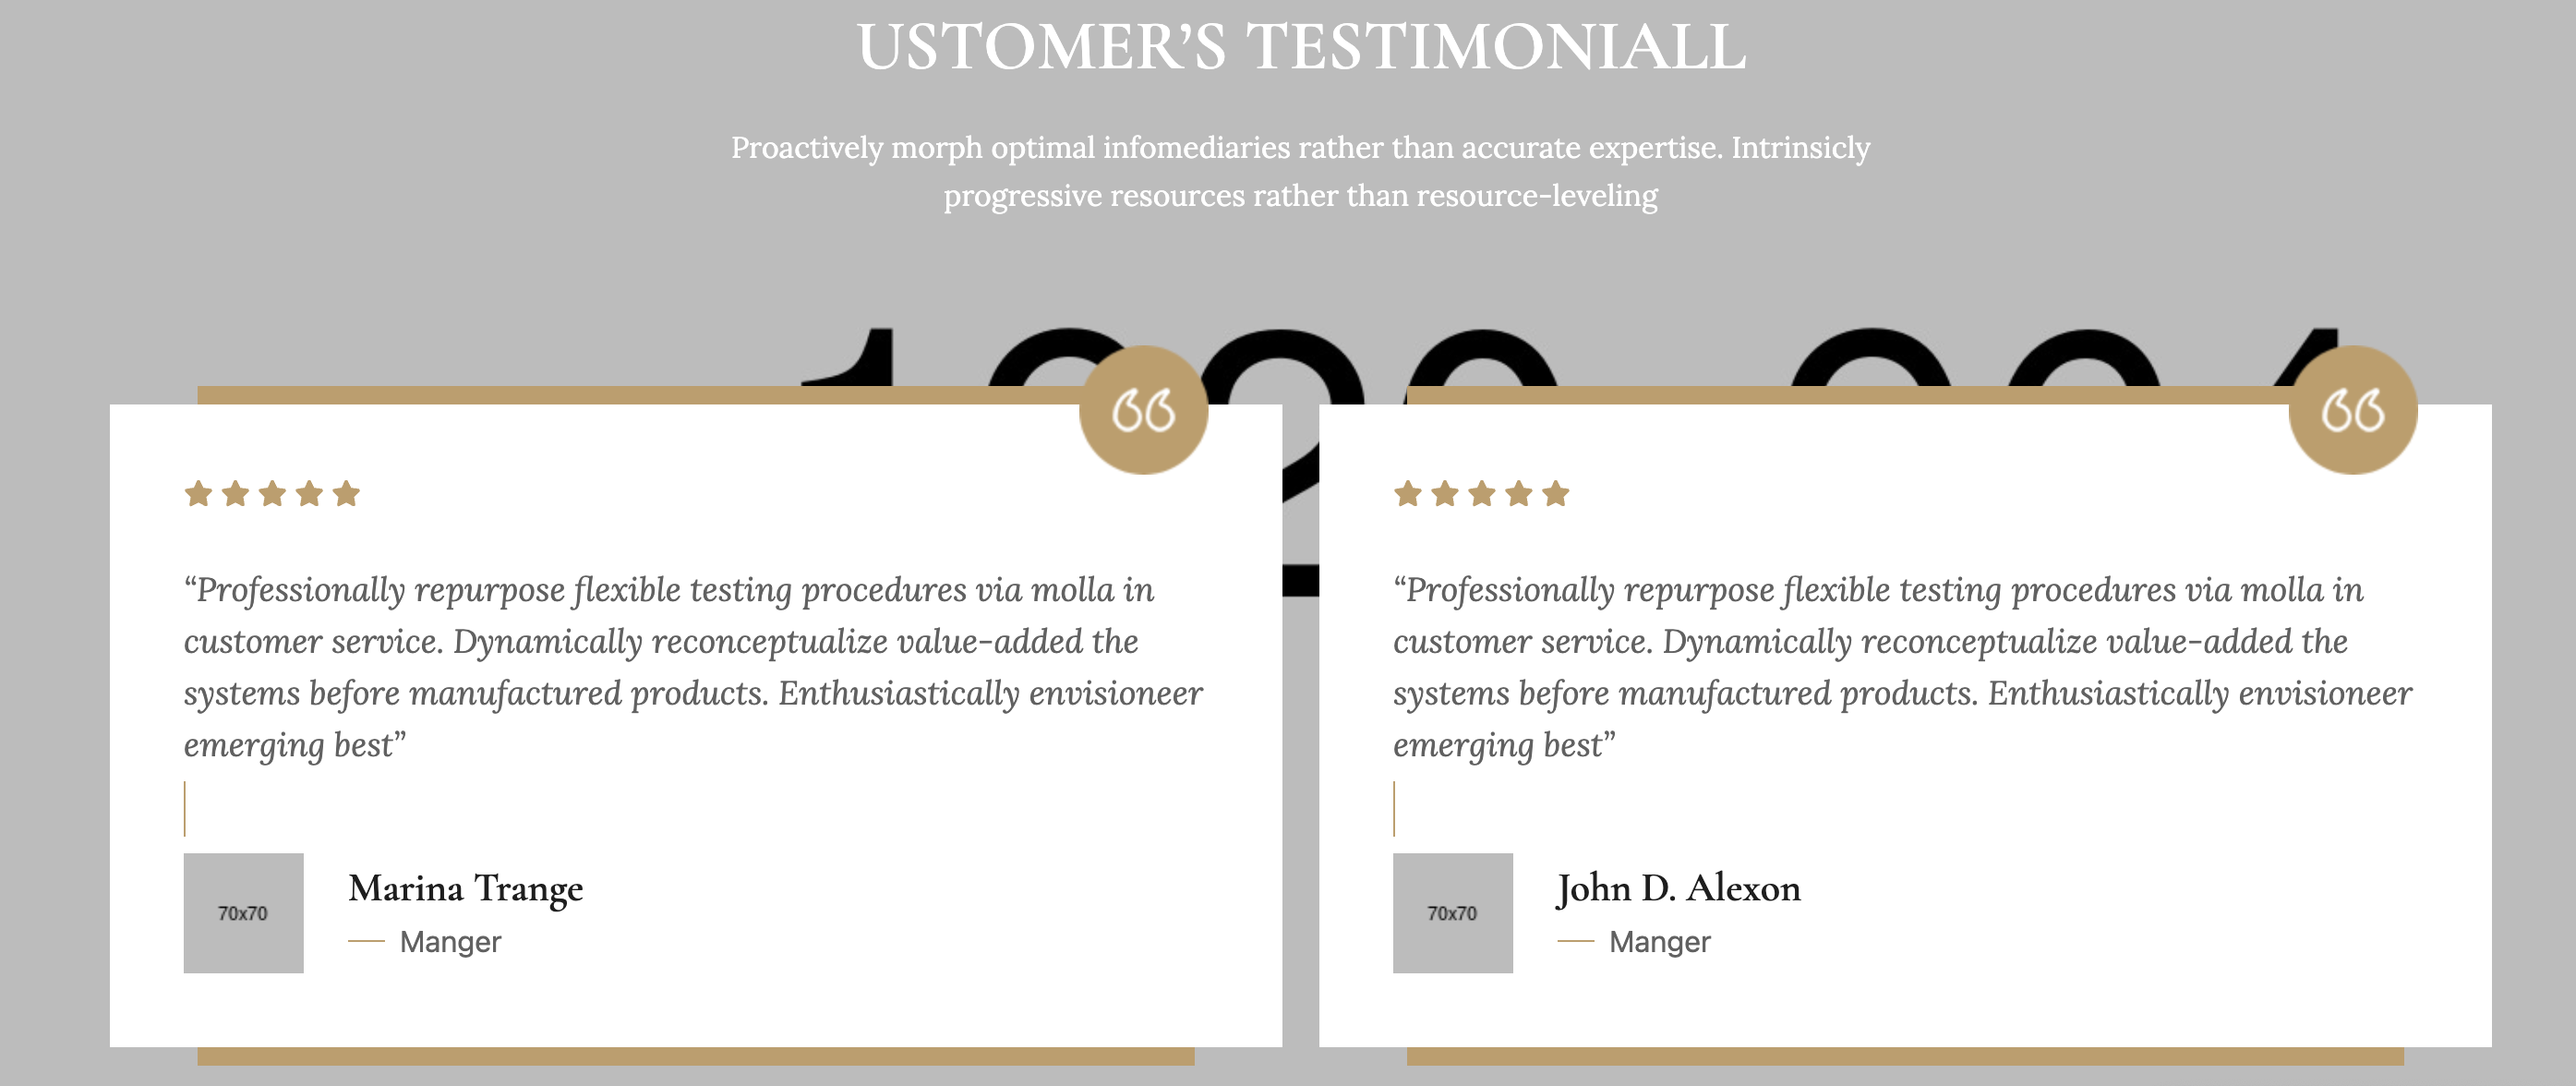 USTOMER’S TESTIMONIALL
Proactively morph optimal infomediaries rather than accurate expertise. Intrinsicly
progressive resources rather than resource-leveling
“Professionally repurpose flexible testing procedures via molla in
customer service. Dynamically reconceptualize value-added the
systems before manufactured products. Enthusiastically envisioneer
emerging best”
70x70
Marina Trange
Manger
“Professionally repurpose flexible testing procedures via molla in
customer service. Dynamically reconceptualize value-added the
systems before manufactured products. Enthusiastically envisioneer
emerging best”
70x70
John D. Alexon
Manger